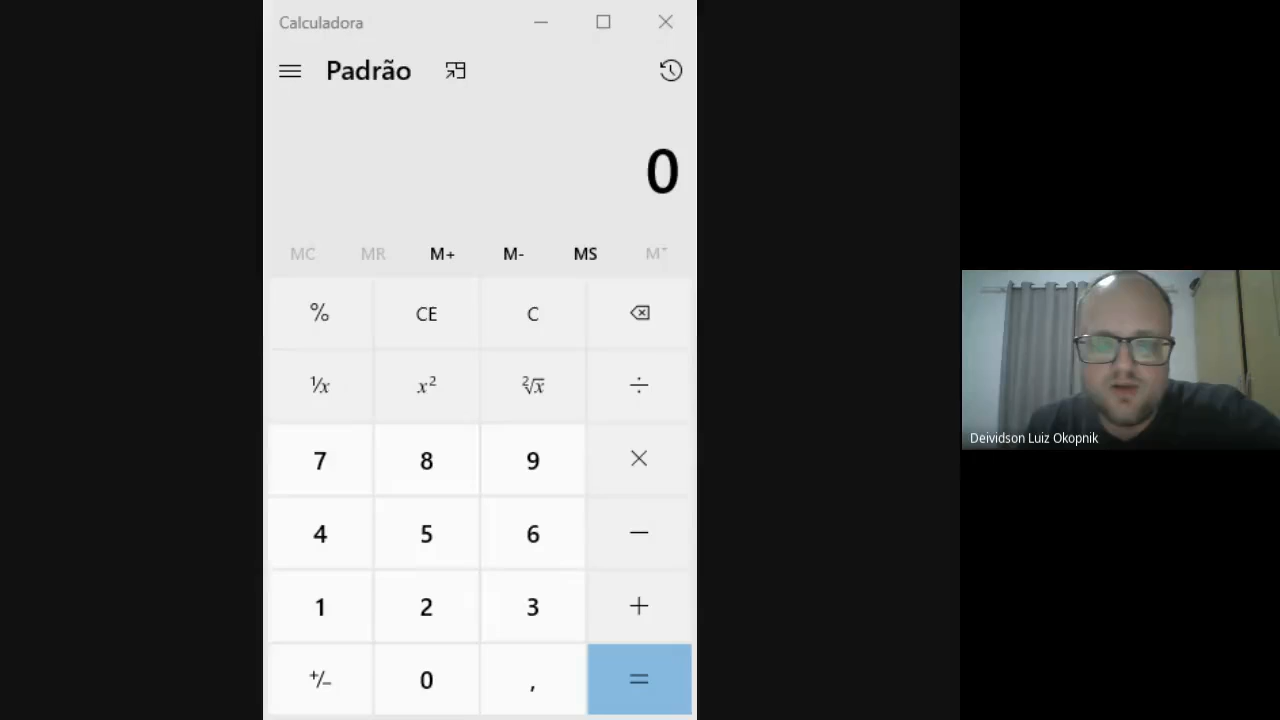 Calculadora
Padrão
0
MC MR M+ M- MS M˅
% CE C
¹/x x² ²√x ÷
7 8 9 ×
4 5 6 −
1 2 3 +
+/− 0 , =
Deividson Luiz Okopnik